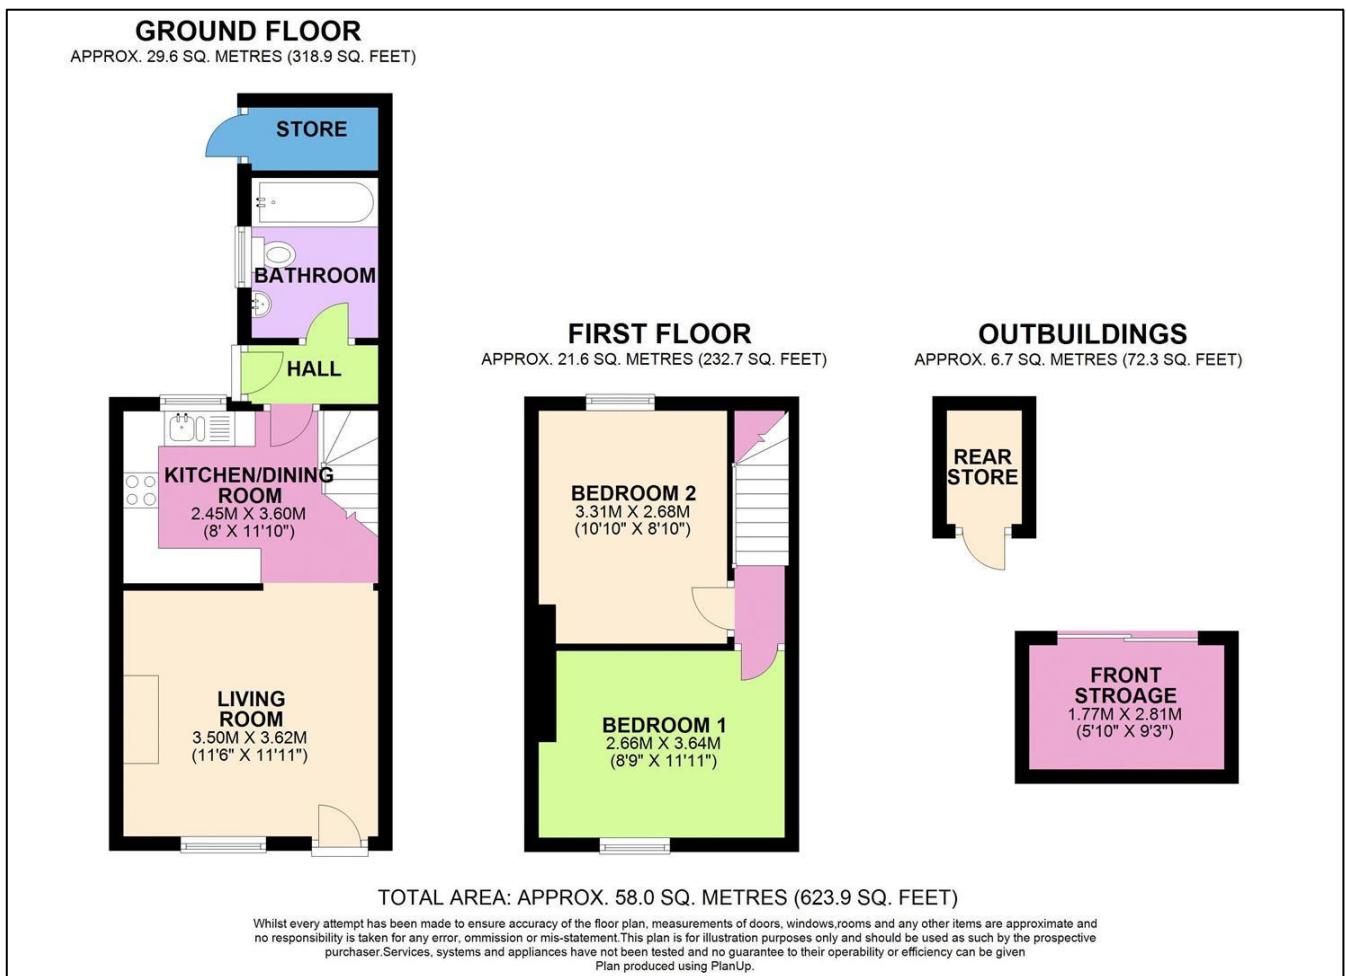 GROUND FLOOR
APPROX. 29.6 SQ. METRES (318.9 SQ. FEET)
STORE
BATHROOM
HALL
KITCHEN/DINING
ROOM
2.45M X 3.60M
(8' X 11'10")
LIVING
ROOM
3.50M X 3.62M
(11'6" X 11'11")
FIRST FLOOR
APPROX. 21.6 SQ. METRES (232.7 SQ. FEET)
BEDROOM 2
3.31M X 2.68M
(10'10" X 8'10")
BEDROOM 1
2.66M X 3.64M
(8'9" X 11'11")
OUTBUILDINGS
APPROX. 6.7 SQ. METRES (72.3 SQ. FEET)
REAR
STORE
FRONT
STROAGE
1.77M X 2.81M
(5'10" X 9'3")
TOTAL AREA: APPROX. 58.0 SQ. METRES (623.9 SQ. FEET)
Whilst every attempt has been made to ensure accuracy of the floor plan, measurements of doors, windows,rooms and any other items are approximate and
no responsibility is taken for any error, ommission or mis-statement.This plan is for illustration purposes only and should be used as such by the prospective
purchaser.Services, systems and appliances have not been tested and no guarantee to their operability or efficiency can be given
Plan produced using PlanUp.